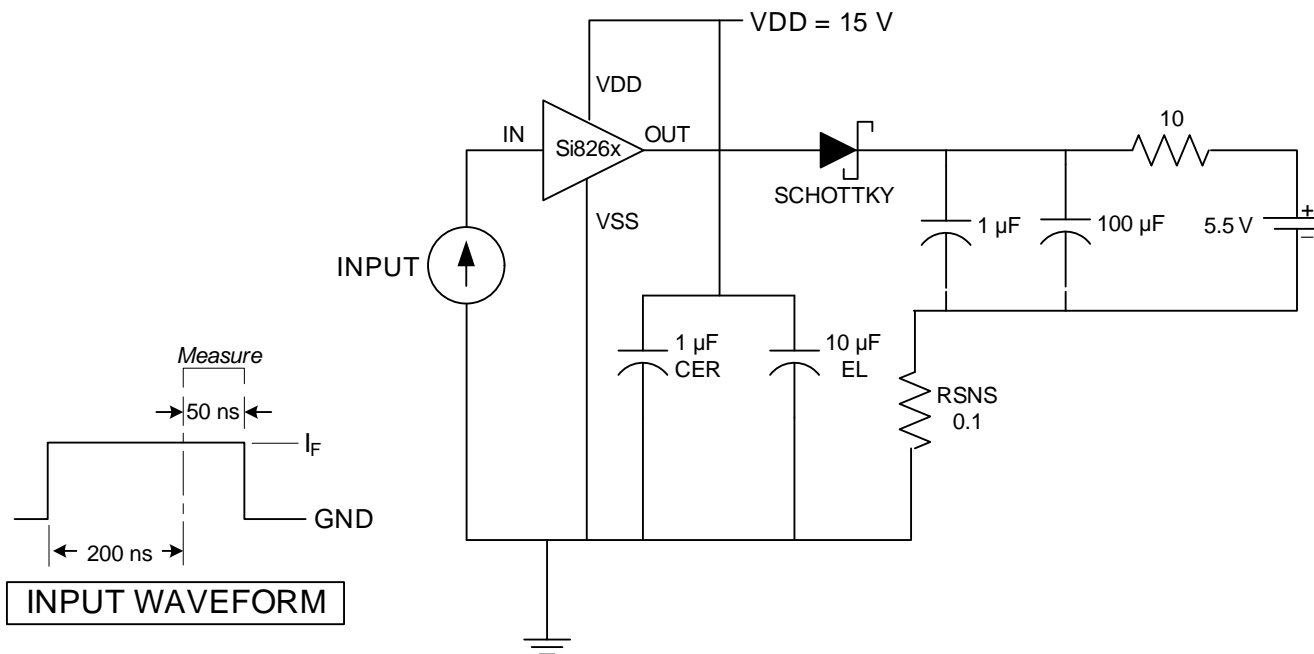 VDD = 15 V
VDD
IN
Si826x
OUT
SCHOTTKY
10
VSS
1 µF
100 µF
5.5 V
+
−
INPUT
1 µF
CER
10 µF
EL
RSNS
0.1
Measure
50 ns
IF
GND
200 ns
INPUT WAVEFORM